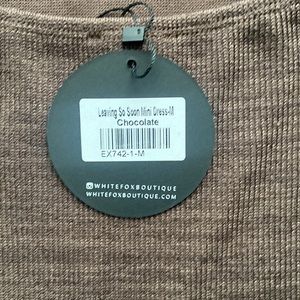 Leaving So Soon Mini Dress-M
Chocolate
EX742-1-M
WHITEFOXBOUTIQUE
WHITEFOXBOUTIQUE.COM